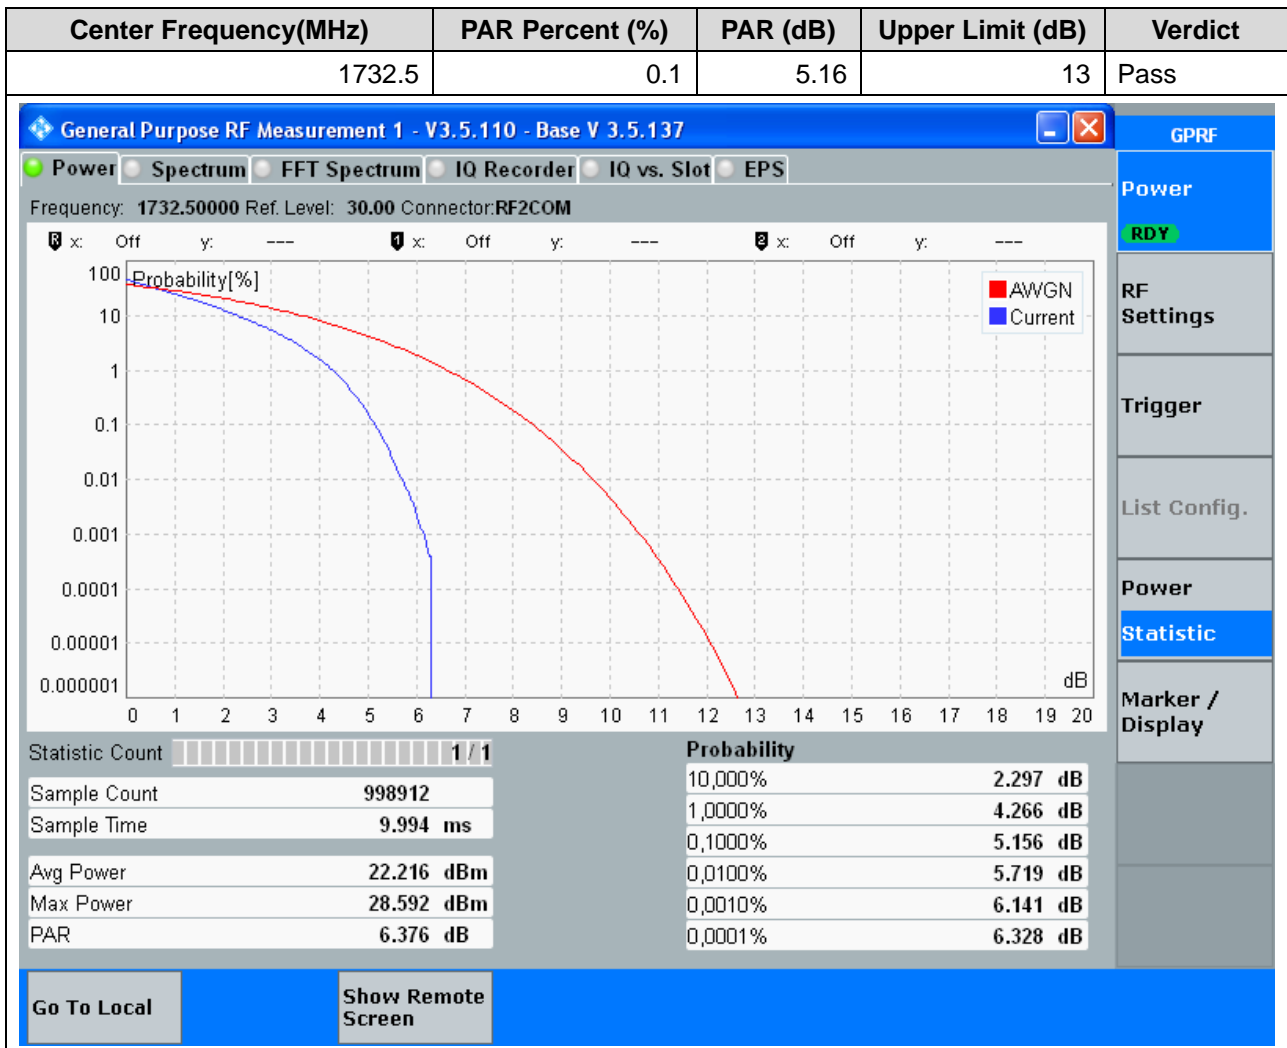 Center Frequency(MHz) PAR Percent (%) PAR (dB) Upper Limit (dB) Verdict
1732.5 0.1 5.16 13 Pass
General Purpose RF Measurement 1 - V3.5.110 - Base V 3.5.137
GPRF
Power Spectrum FFT Spectrum IQ Recorder IQ vs. Slot EPS
Power
RDY
Frequency: 1732.50000 Ref. Level: 30.00 Connector:RF2COM
R x: Off y: --- 1 x: Off y: --- 2 x: Off y: ---
Probability[%]
AWGN
Current
100
10
1
0.1
0.01
0.001
0.0001
0.00001
0.000001
dB
0 1 2 3 4 5 6 7 8 9 10 11 12 13 14 15 16 17 18 19 20
RF
Settings
Trigger
List Config.
Power
Statistic
Marker /
Display
Statistic Count 1 / 1
Sample Count 998912
Sample Time 9.994 ms
Avg Power 22.216 dBm
Max Power 28.592 dBm
PAR 6.376 dB
Probability
10,000% 2.297 dB
1,0000% 4.266 dB
0,1000% 5.156 dB
0,0100% 5.719 dB
0,0010% 6.141 dB
0,0001% 6.328 dB
Go To Local
Show Remote
Screen